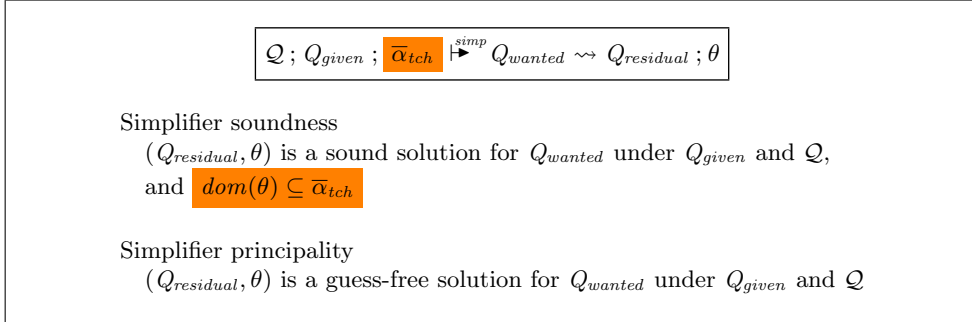 𝒬 ; Q_given ; ᾱ_tch ⊢▸^simp Q_wanted ⇝ Q_residual ; θ
Simplifier soundness
(Q_residual, θ) is a sound solution for Q_wanted under Q_given and 𝒬,
and dom(θ) ⊆ ᾱ_tch
Simplifier principality
(Q_residual, θ) is a guess-free solution for Q_wanted under Q_given and 𝒬